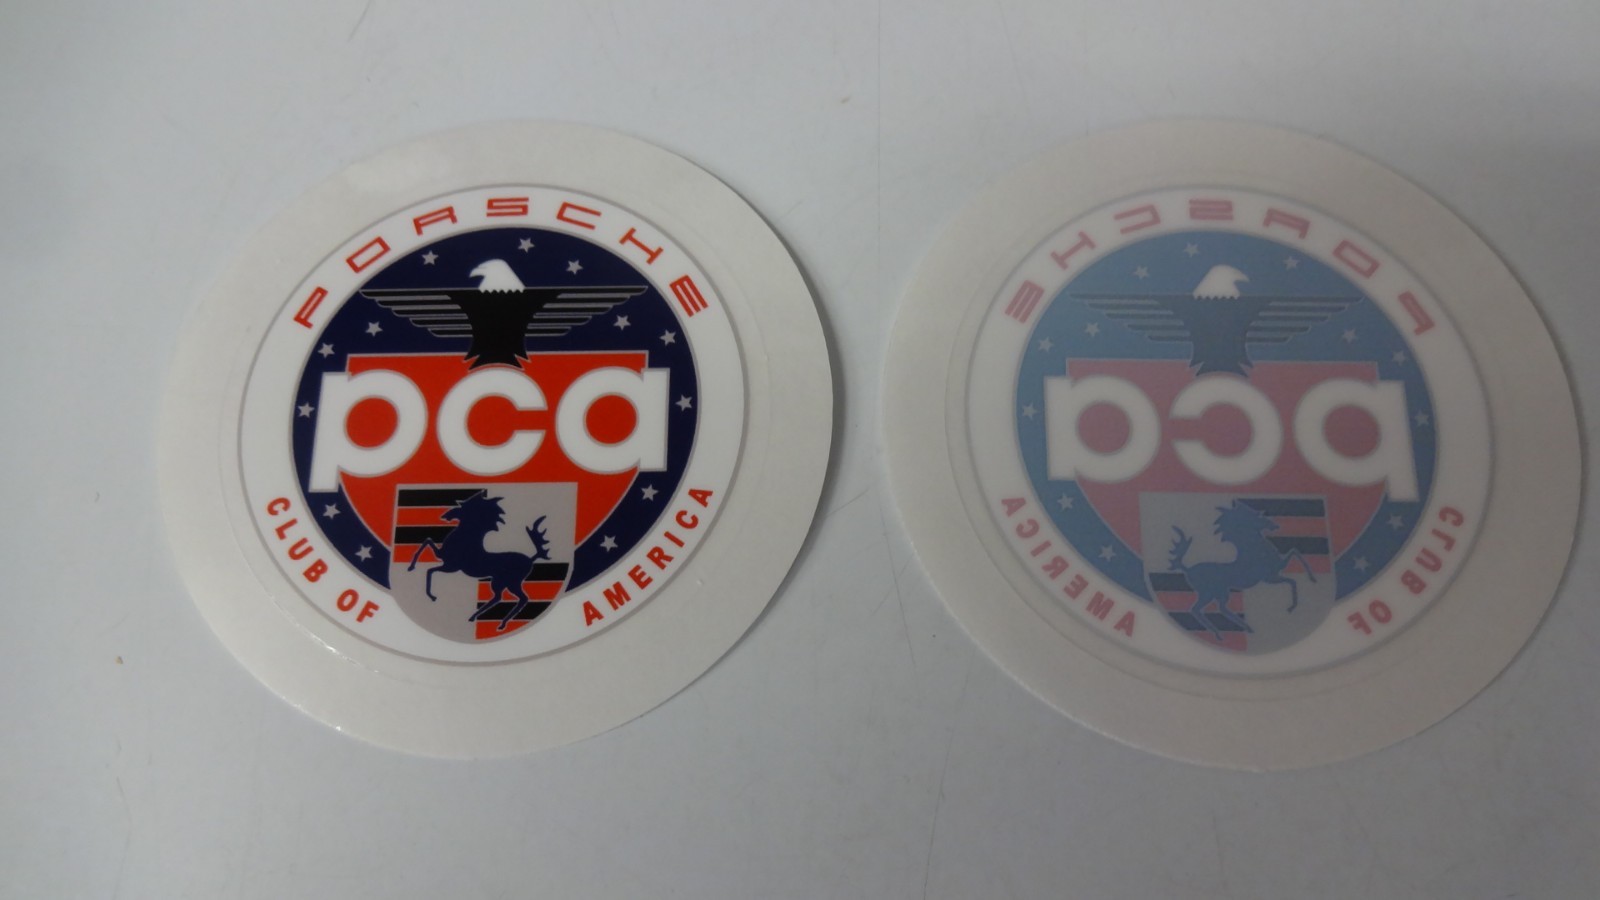 PORSCHE
pca
CLUB OF AMERICA
PORSCHE
pca
CLUB OF AMERICA